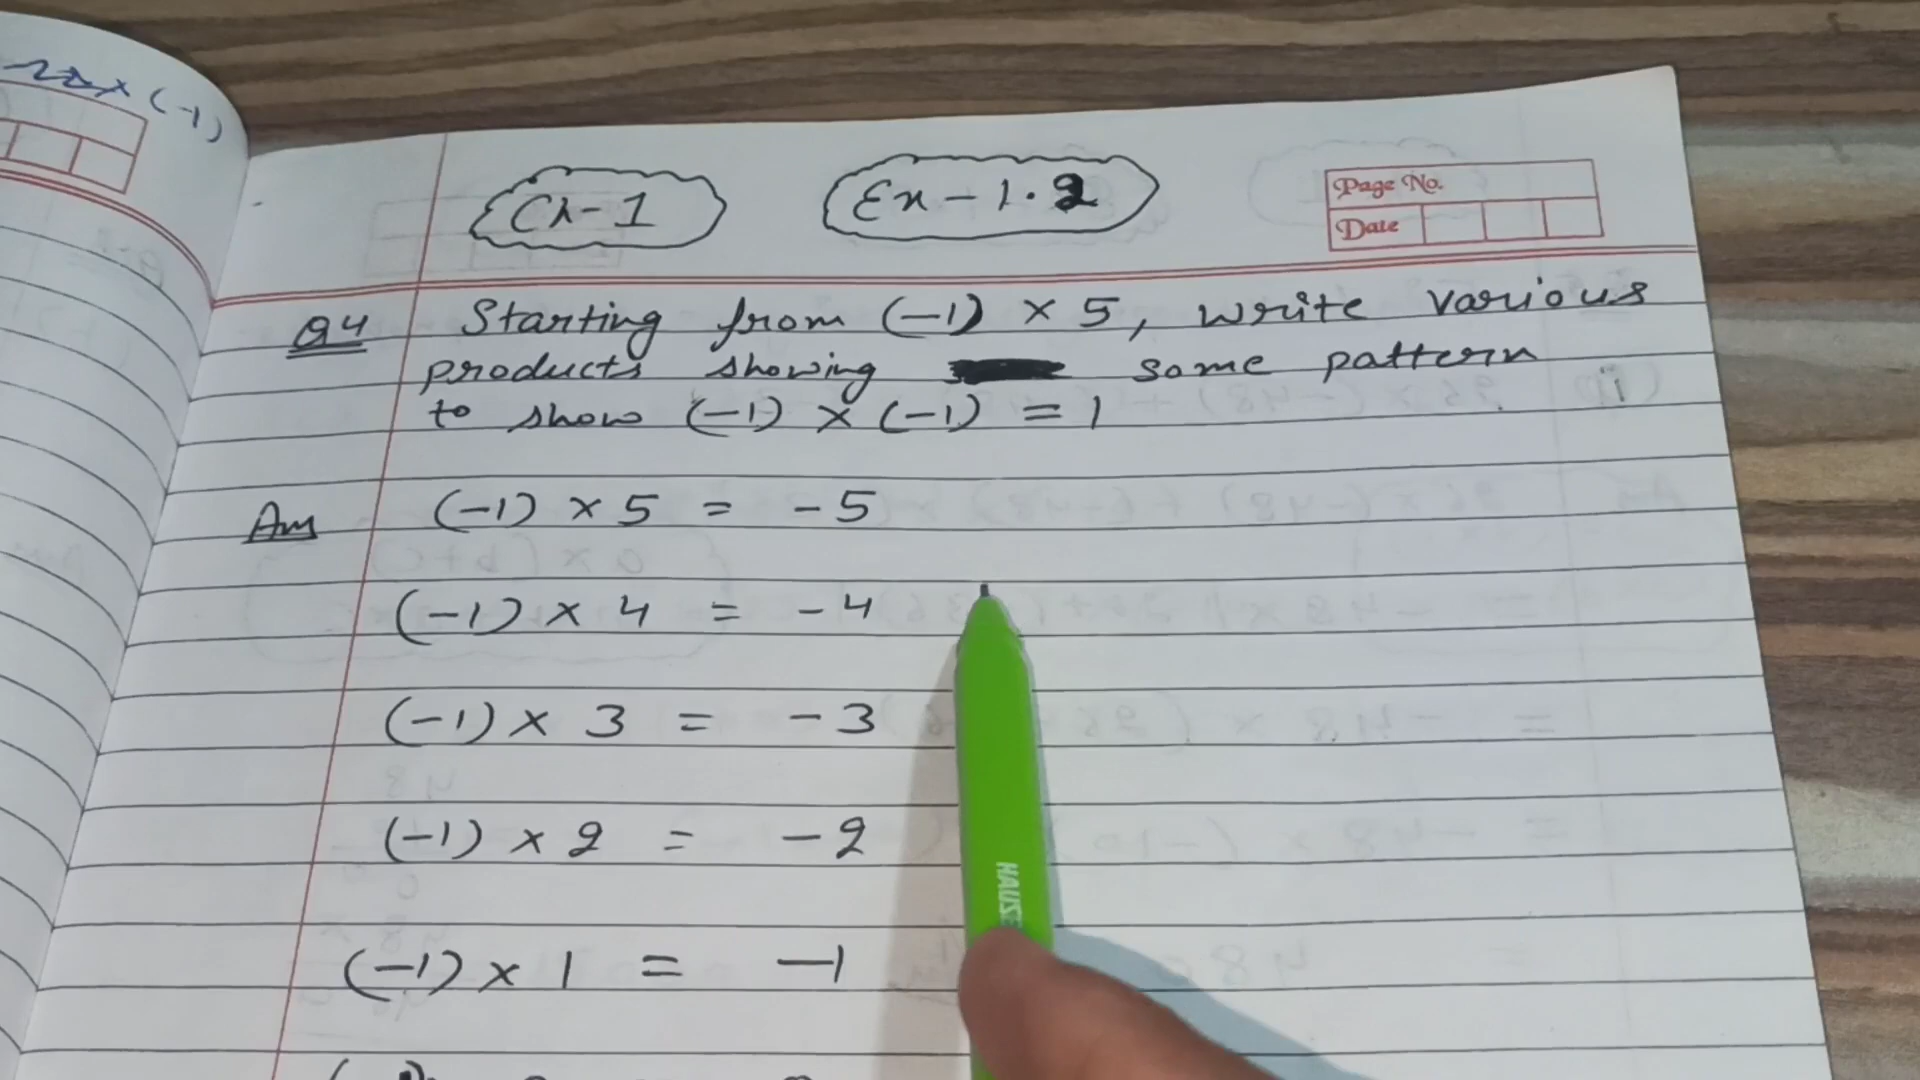 (-1)
Ch-1
Ex-1.2
Page No.
Date
Q4 Starting from (-1) × 5, write various
products showing some pattern
to show (-1) × (-1) = 1
Ans (-1) × 5 = -5
(-1) × 4 = -4
(-1) × 3 = -3
(-1) × 2 = -2
(-1) × 1 = -1
HAUSER